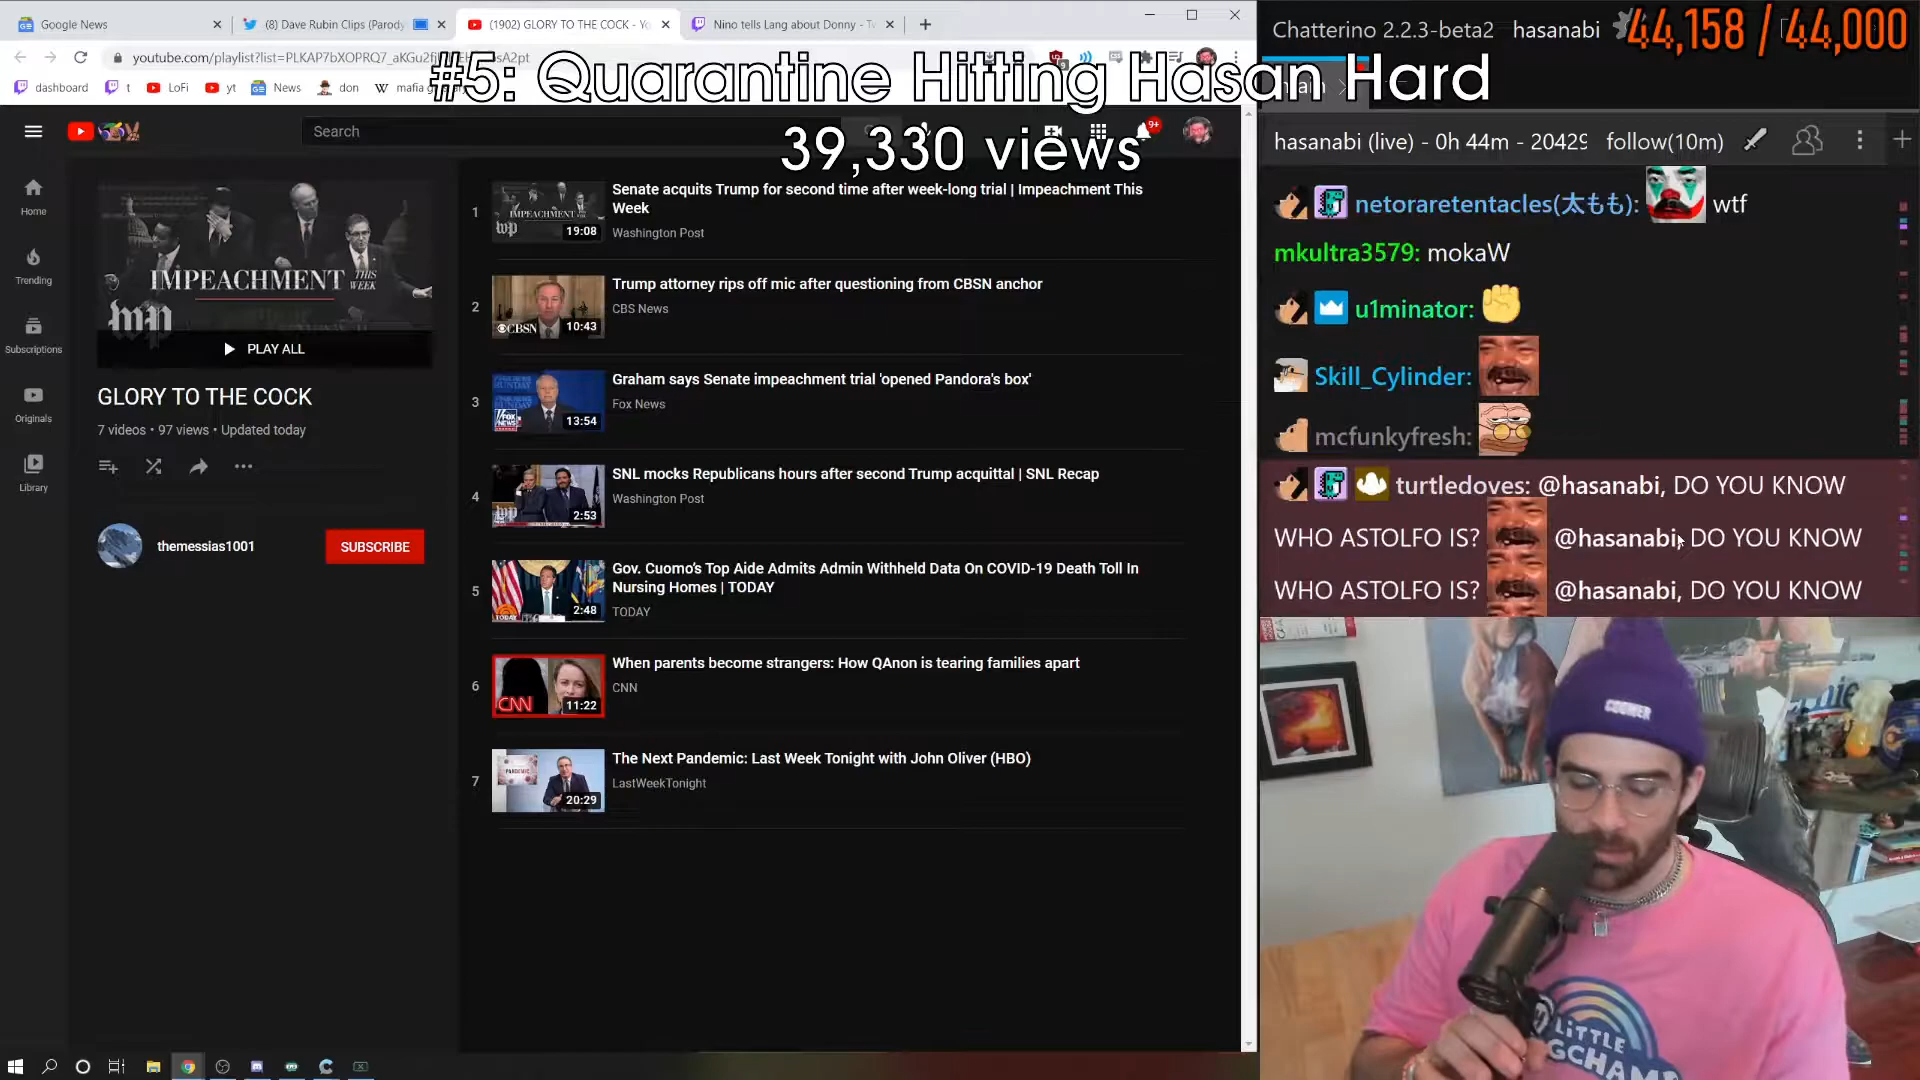 Google News
(8) Dave Rubin Clips (Parody
(1902) GLORY TO THE COCK - Yo
Nino tells Lang about Donny - Tw
Chatterino 2.2.3-beta2 hasanabi
44,158 / 44,000
youtube.com/playlist?list=PLKAP7bXOPRQ7_aKGu2
#5: Quarantine Hitting Hasan Hard
39,330 views
dashboard
t
LoFi
yt
News
don
mafia
Search
9+
hasanabi (live) - 0h 44m - 20429 follow(10m)
Home
Trending
Subscriptions
Originals
Library
IMPEACHMENT THIS WEEK
wp
PLAY ALL
GLORY TO THE COCK
7 videos • 97 views • Updated today
themessias1001
SUBSCRIBE
1
IMPEACHMENT
wp
19:08
Senate acquits Trump for second time after week-long trial | Impeachment This
Week
Washington Post
2
CBSN
10:43
Trump attorney rips off mic after questioning from CBSN anchor
CBS News
3
13:54
Graham says Senate impeachment trial 'opened Pandora's box'
Fox News
4
2:53
SNL mocks Republicans hours after second Trump acquittal | SNL Recap
Washington Post
5
TODAY
2:48
Gov. Cuomo's Top Aide Admits Admin Withheld Data On COVID-19 Death Toll In
Nursing Homes | TODAY
TODAY
6
CNN
11:22
When parents become strangers: How QAnon is tearing families apart
CNN
7
PANDEMIC
20:29
The Next Pandemic: Last Week Tonight with John Oliver (HBO)
LastWeekTonight
netoraretentacles(太もも): wtf
mkultra3579: mokaW
u1minator:
Skill_Cylinder:
mcfunkyfresh:
turtledoves: @hasanabi, DO YOU KNOW
WHO ASTOLFO IS? @hasanabi, DO YOU KNOW
WHO ASTOLFO IS? @hasanabi, DO YOU KNOW
COOMER
LiTTLE
GCHAM